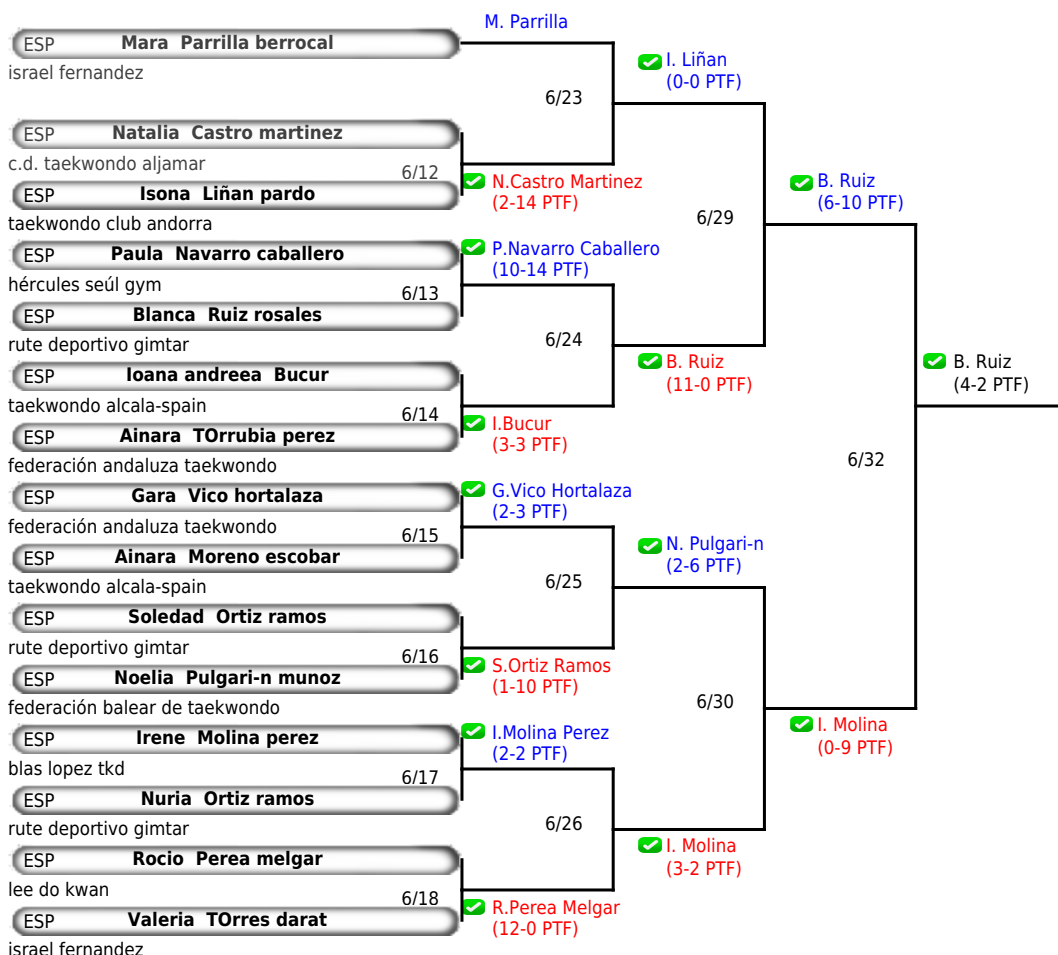 M. Parrilla
ESP Mara Parrilla berrocal
israel fernandez
I. Liñan
(0-0 PTF)
6/23
ESP Natalia Castro martinez
c.d. taekwondo aljamar
6/12
N.Castro Martinez
(2-14 PTF)
ESP Isona Liñan pardo
taekwondo club andorra
B. Ruiz
(6-10 PTF)
6/29
ESP Paula Navarro caballero
hércules seúl gym
P.Navarro Caballero
(10-14 PTF)
6/13
ESP Blanca Ruiz rosales
rute deportivo gimtar
6/24
B. Ruiz
(11-0 PTF)
B. Ruiz
(4-2 PTF)
ESP Ioana andreea Bucur
taekwondo alcala-spain
6/14
I.Bucur
(3-3 PTF)
ESP Ainara TOrrubia perez
federación andaluza taekwondo
6/32
ESP Gara Vico hortalaza
federación andaluza taekwondo
G.Vico Hortalaza
(2-3 PTF)
6/15
ESP Ainara Moreno escobar
taekwondo alcala-spain
N. Pulgari-n
(2-6 PTF)
6/25
ESP Soledad Ortiz ramos
rute deportivo gimtar
6/16
S.Ortiz Ramos
(1-10 PTF)
ESP Noelia Pulgari-n munoz
federación balear de taekwondo
6/30
I. Molina
(0-9 PTF)
ESP Irene Molina perez
blas lopez tkd
I.Molina Perez
(2-2 PTF)
6/17
ESP Nuria Ortiz ramos
rute deportivo gimtar
6/26
I. Molina
(3-2 PTF)
ESP Rocio Perea melgar
lee do kwan
6/18
R.Perea Melgar
(12-0 PTF)
ESP Valeria TOrres darat
israel fernandez